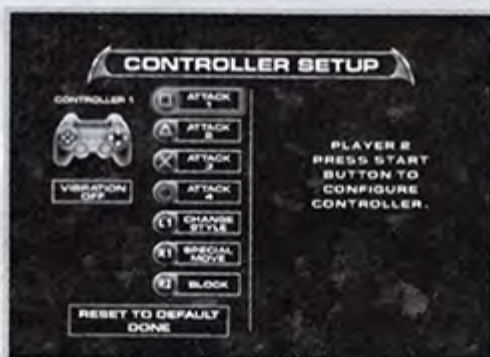 CONTROLLER SETUP
CONTROLLER 1
VIBRATION
OFF
ATTACK
1
ATTACK
2
ATTACK
3
ATTACK
4
L1 CHANGE
STYLE
R1 SPECIAL
MOVE
R2 BLOCK
RESET TO DEFAULT
DONE
PLAYER 2
PRESS START
BUTTON TO
CONFIGURE
CONTROLLER.